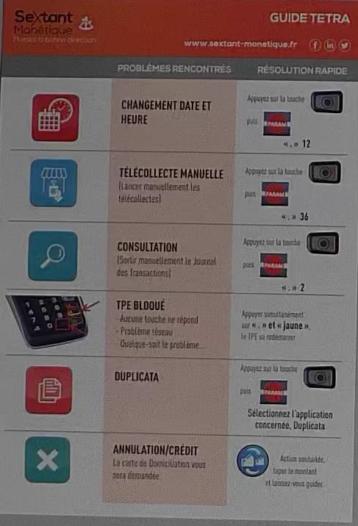 Sextant
Monétique
GUIDE TETRA
www.sextant-monetique.fr
PROBLÈMES RENCONTRÉS
RÉSOLUTION RAPIDE
CHANGEMENT DATE ET
HEURE
Appuyez sur la touche
puis PARAM
« . » 12
TÉLÉCOLLECTE MANUELLE
(Lancer manuellement les
télécollectes)
Appuyez sur la touche
puis PARAM
« . » 36
CONSULTATION
(Sortir manuellement le Journal
des Transactions)
Appuyez sur la touche
puis PARAM
« . » 2
TPE BLOQUÉ
- Aucune touche ne répond
- Problème réseau
- Quelque-soit le problème...
Appuyer simultanément
sur « . » et « jaune ».
Le TPE va redémarrer
DUPLICATA
Appuyez sur la touche
puis PARAM
Sélectionnez l'application
concernée, Duplicata
ANNULATION/CRÉDIT
La carte de Domiciliation vous
sera demandée
Action souhaitée,
taper le montant
et laissez-vous guider.